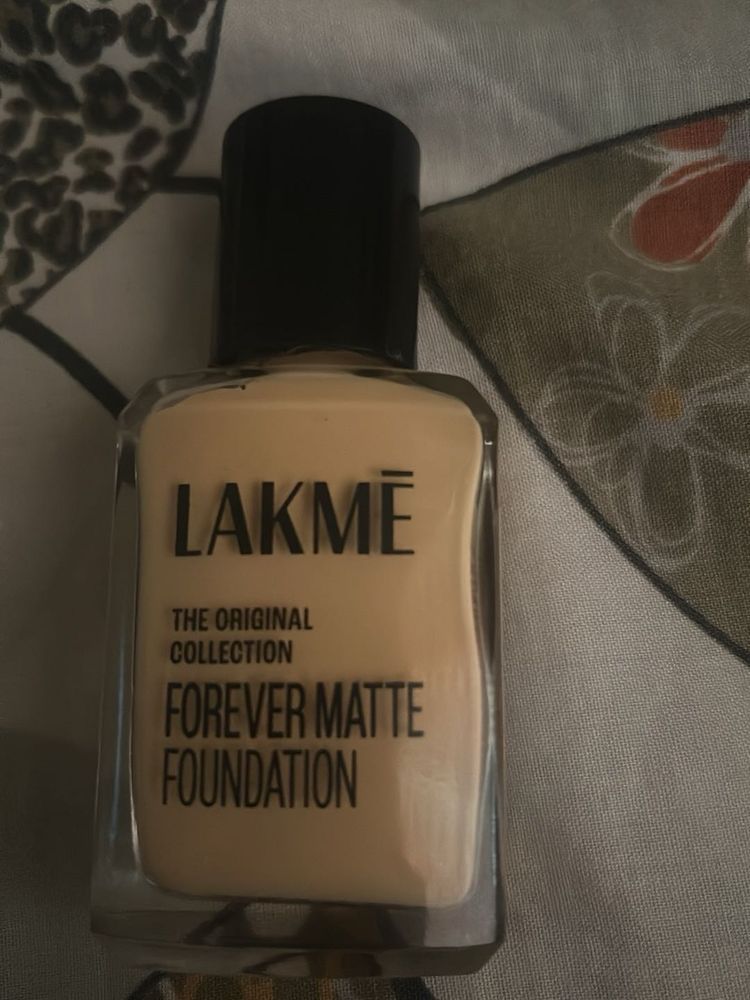 LAKMĒ
THE ORIGINAL
COLLECTION
FOREVER MATTE
FOUNDATION